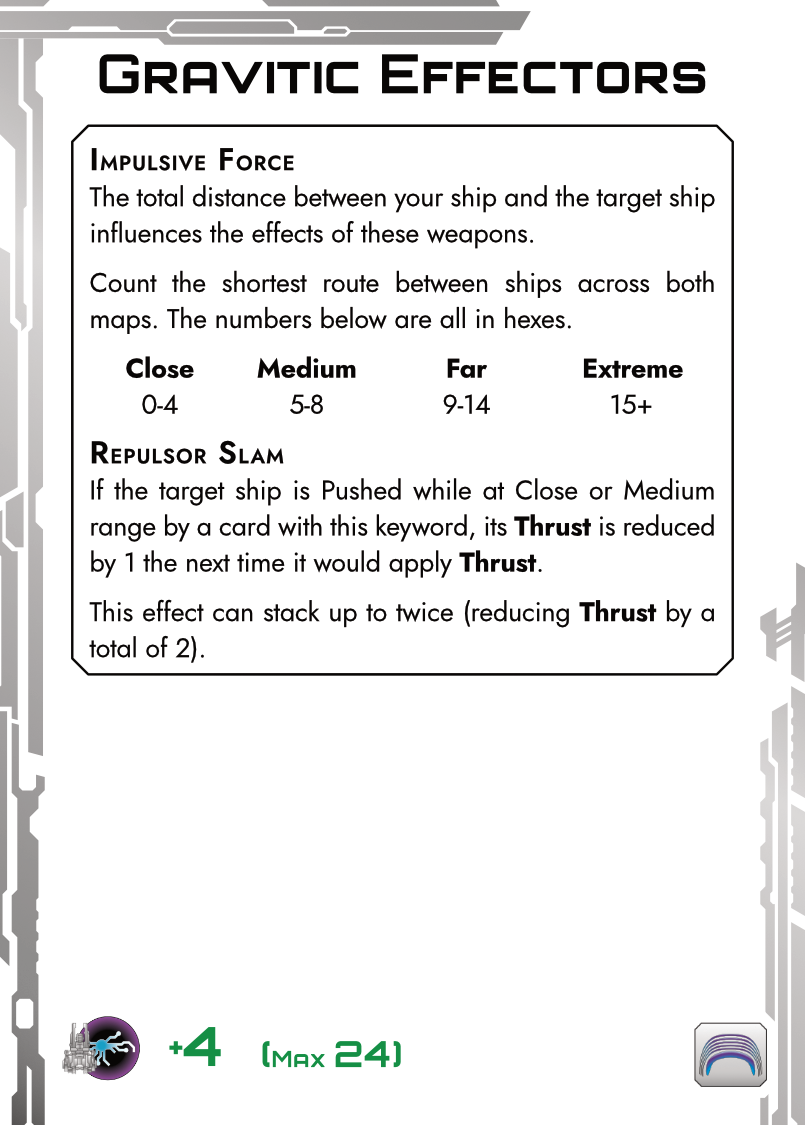 Gravitic Effectors
Impulsive Force
The total distance between your ship and the target ship
influences the effects of these weapons.
Count the shortest route between ships across both
maps. The numbers below are all in hexes.
Close Medium Far Extreme
0-4 5-8 9-14 15+
Repulsor Slam
If the target ship is Pushed while at Close or Medium
range by a card with this keyword, its Thrust is reduced
by 1 the next time it would apply Thrust.
This effect can stack up to twice (reducing Thrust by a
total of 2).
+4 (Max 24)